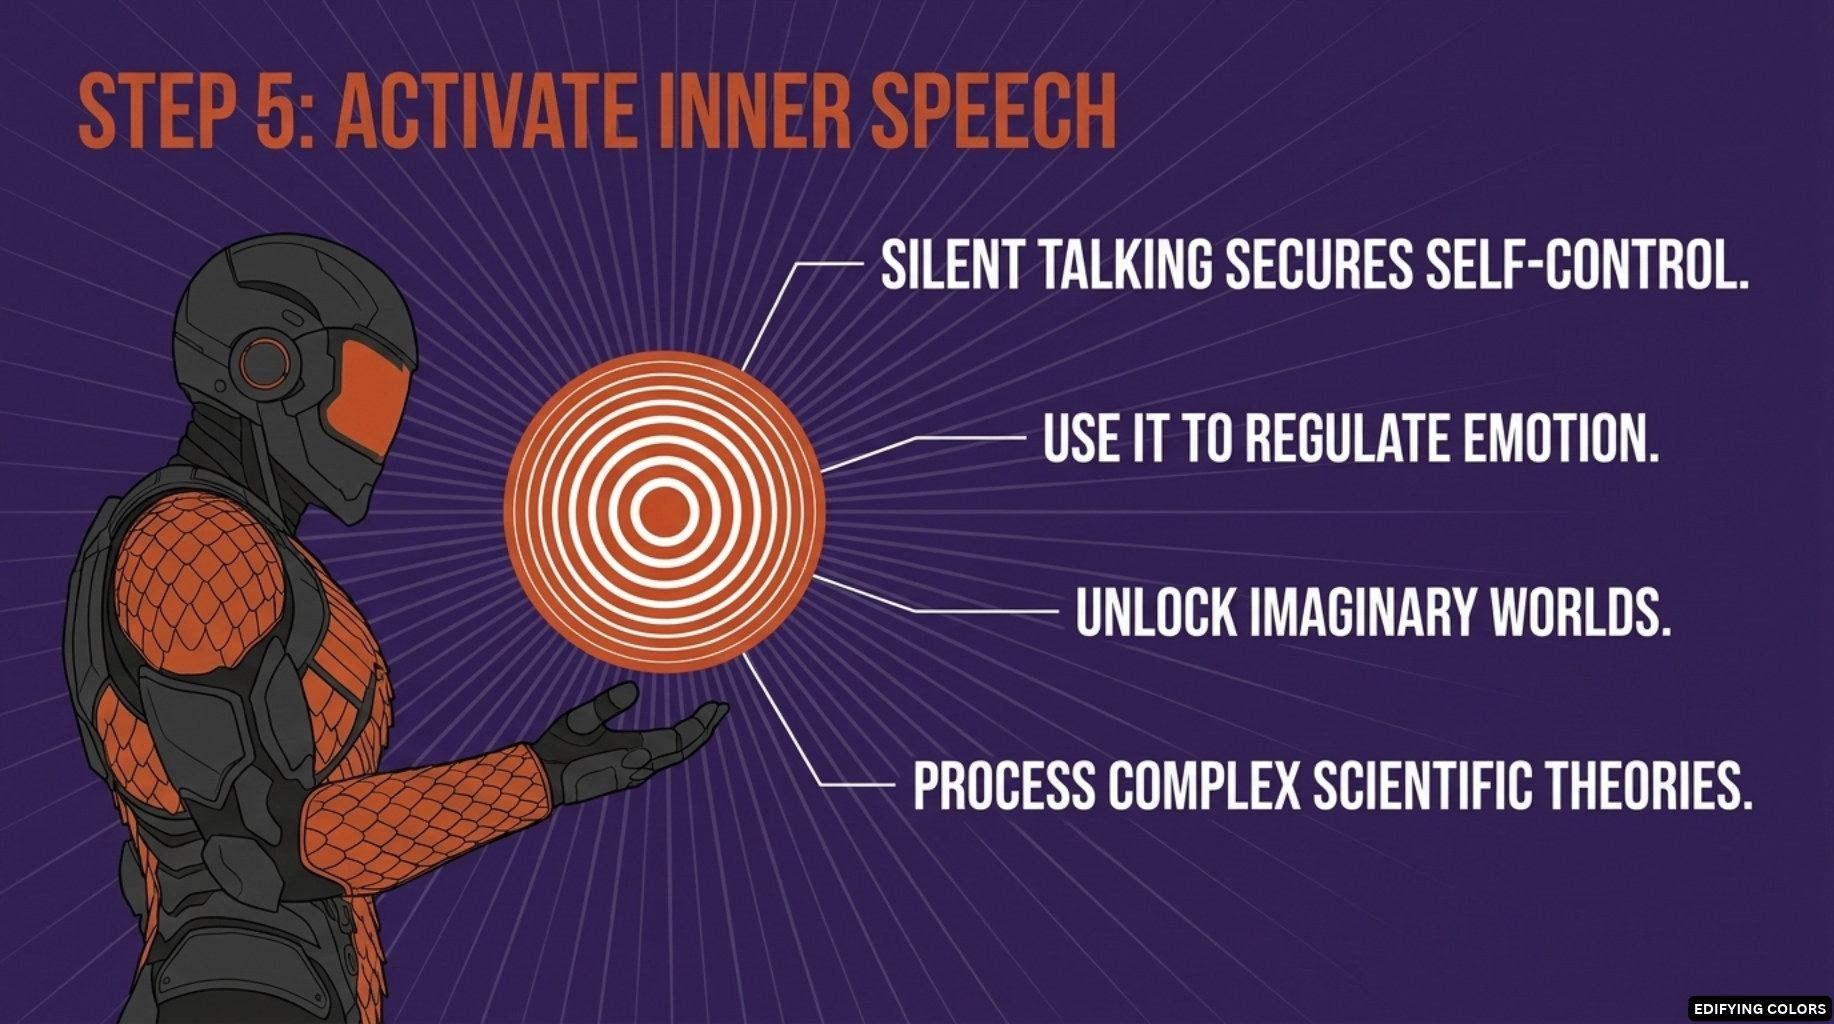 STEP 5: ACTIVATE INNER SPEECH
SILENT TALKING SECURES SELF-CONTROL.
USE IT TO REGULATE EMOTION.
UNLOCK IMAGINARY WORLDS.
PROCESS COMPLEX SCIENTIFIC THEORIES.
EDIFYING COLORS